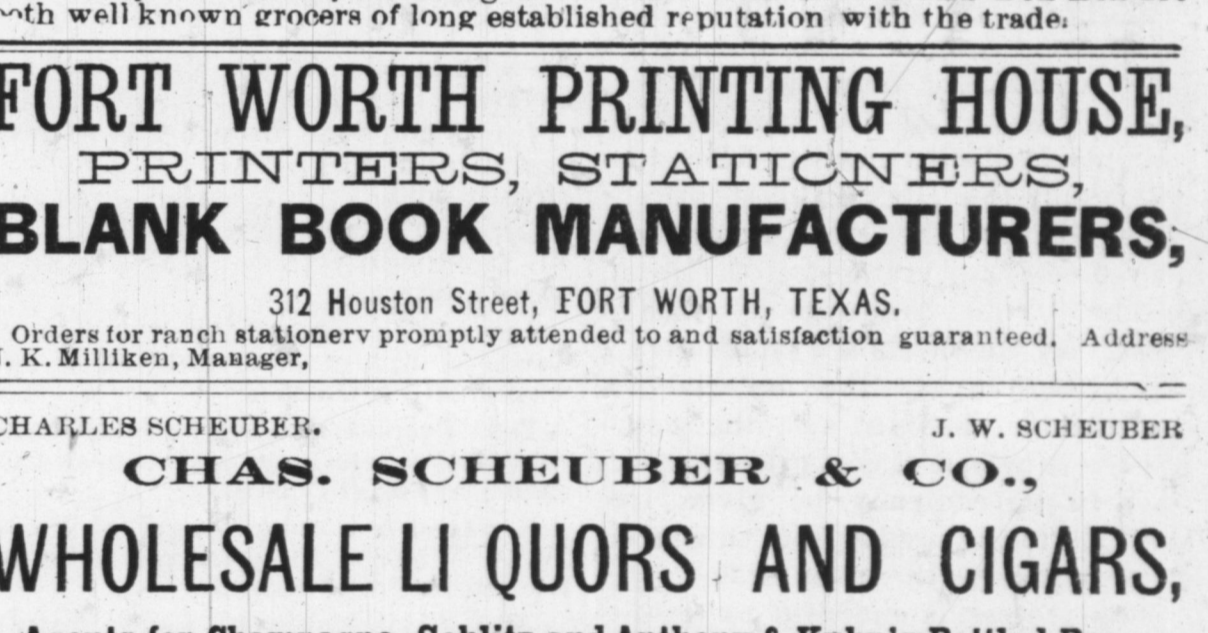 well known grocers of long established reputation with the trade.
FORT WORTH PRINTING HOUSE,
PRINTERS, STATIONERS,
BLANK BOOK MANUFACTURERS,
312 Houston Street, FORT WORTH, TEXAS.
Orders for ranch stationery promptly attended to and satisfaction guaranteed. Address
J. K. Milliken, Manager,
CHARLES SCHEUBER. J. W. SCHEUBER
CHAS. SCHEUBER & CO.,
WHOLESALE LI QUORS AND CIGARS,